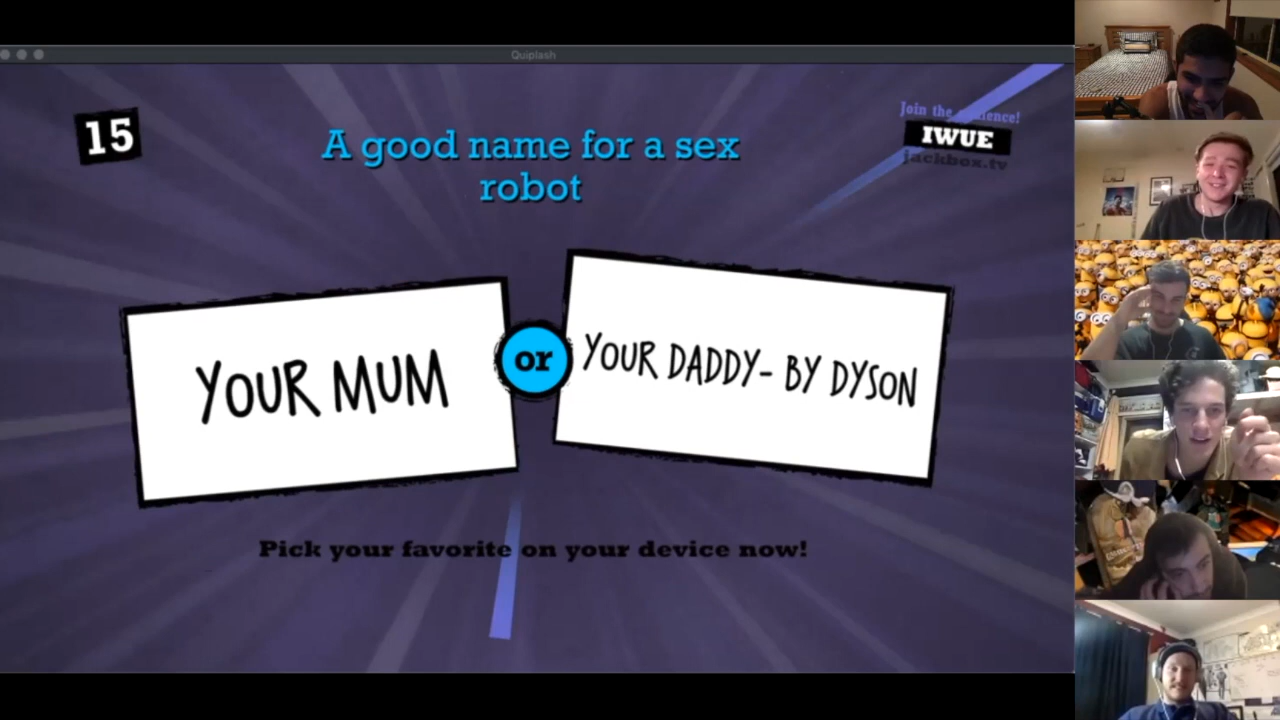 Quiplash
15
A good name for a sex
robot
Join the audience!
IWUE
jackbox.tv
YOUR MUM
or
YOUR DADDY- BY DYSON
Pick your favorite on your device now!